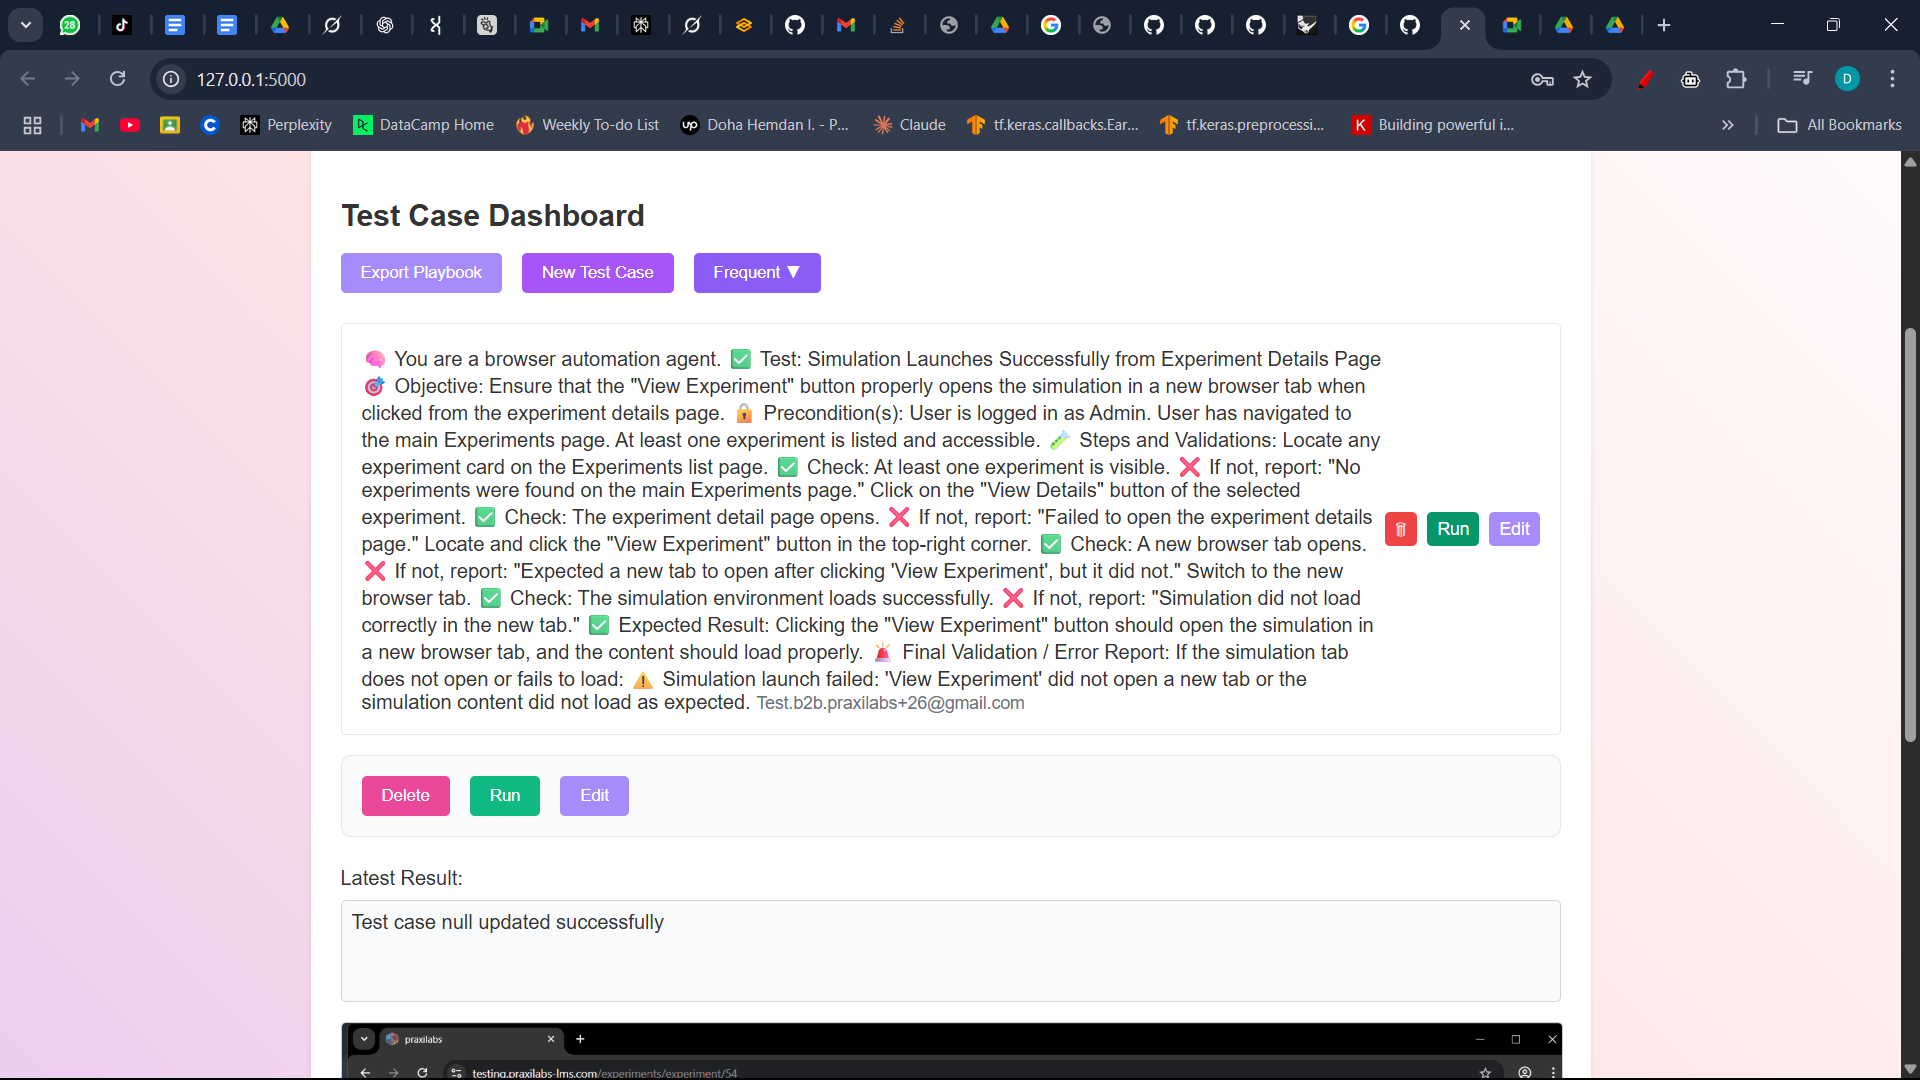 28
127.0.0.1:5000
D
Perplexity
DataCamp Home
Weekly To-do List
up Doha Hemdan I. - P...
Claude
tf.keras.callbacks.Ear...
tf.keras.preprocessi...
K Building powerful i...
All Bookmarks
Test Case Dashboard
Export Playbook
New Test Case
Frequent ▼
🧠 You are a browser automation agent. ✅ Test: Simulation Launches Successfully from Experiment Details Page
🎯 Objective: Ensure that the "View Experiment" button properly opens the simulation in a new browser tab when
clicked from the experiment details page. 🔒 Precondition(s): User is logged in as Admin. User has navigated to
the main Experiments page. At least one experiment is listed and accessible. 🧪 Steps and Validations: Locate any
experiment card on the Experiments list page. ✅ Check: At least one experiment is visible. ❌ If not, report: "No
experiments were found on the main Experiments page." Click on the "View Details" button of the selected
experiment. ✅ Check: The experiment detail page opens. ❌ If not, report: "Failed to open the experiment details
page." Locate and click the "View Experiment" button in the top-right corner. ✅ Check: A new browser tab opens.
❌ If not, report: "Expected a new tab to open after clicking 'View Experiment', but it did not." Switch to the new
browser tab. ✅ Check: The simulation environment loads successfully. ❌ If not, report: "Simulation did not load
correctly in the new tab." ✅ Expected Result: Clicking the "View Experiment" button should open the simulation in
a new browser tab, and the content should load properly. 🚨 Final Validation / Error Report: If the simulation tab
does not open or fails to load: ⚠️ Simulation launch failed: 'View Experiment' did not open a new tab or the
simulation content did not load as expected. Test.b2b.praxilabs+26@gmail.com
Run
Edit
Delete
Run
Edit
Latest Result:
Test case null updated successfully
praxilabs
testing.praxilabs-lms.com/experiments/experiment/54